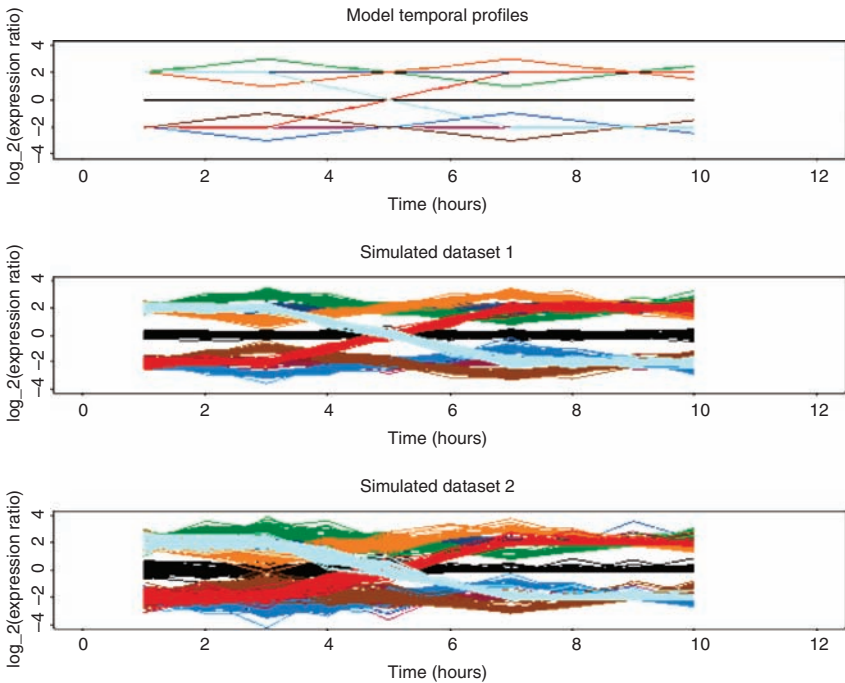 Model temporal profiles
log_2(expression ratio)
4
2
0
−2
−4
0 2 4 6 8 10 12
Time (hours)
Simulated dataset 1
log_2(expression ratio)
4
2
0
−2
−4
0 2 4 6 8 10 12
Time (hours)
Simulated dataset 2
log_2(expression ratio)
4
2
0
−2
−4
0 2 4 6 8 10 12
Time (hours)